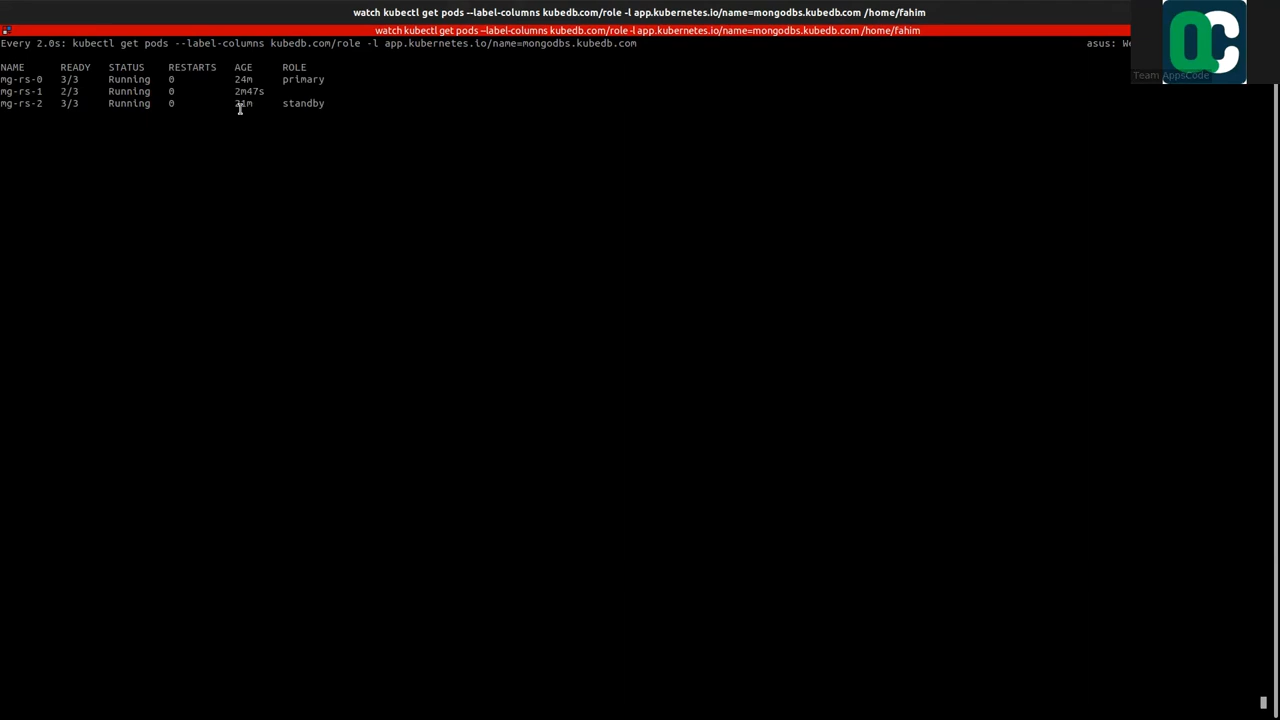 watch kubectl get pods --label-columns kubedb.com/role -l app.kubernetes.io/name=mongodbs.kubedb.com /home/fahim
watch kubectl get pods --label-columns kubedb.com/role -l app.kubernetes.io/name=mongodbs.kubedb.com /home/fahim
Every 2.0s: kubectl get pods --label-columns kubedb.com/role -l app.kubernetes.io/name=mongodbs.kubedb.com asus: We
NAME READY STATUS RESTARTS AGE ROLE
mg-rs-0 3/3 Running 0 24m primary
mg-rs-1 2/3 Running 0 2m47s
mg-rs-2 3/3 Running 0 21m standby
QC
Team AppsCode